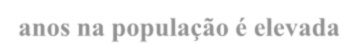 anos na população é elevada